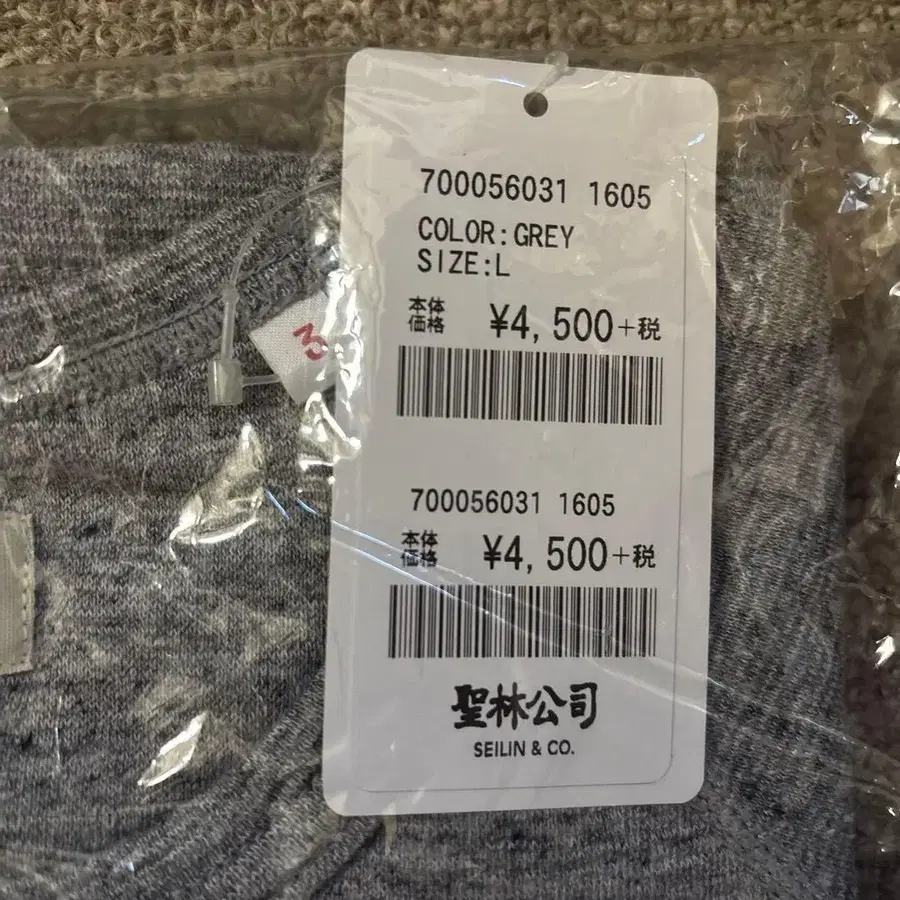 700056031 1605
COLOR:GREY
SIZE:L
本体価格 ¥4,500+税
700056031 1605
本体価格 ¥4,500+税
聖林公司
SEILIN & CO.